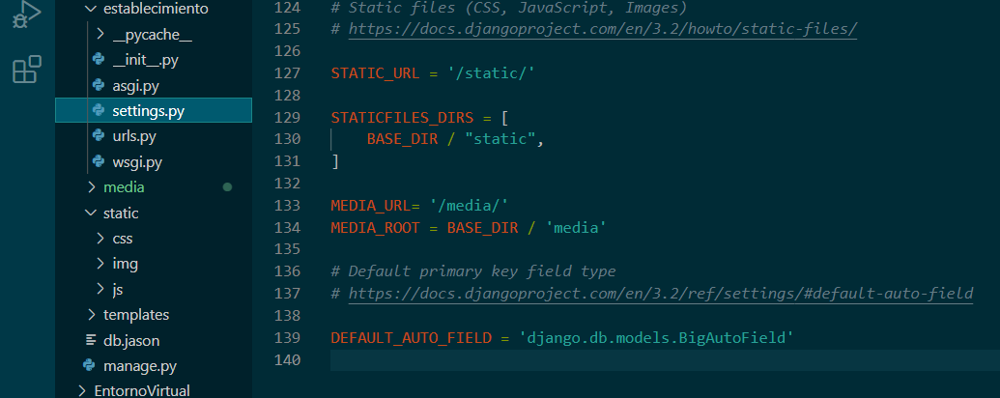 establecimiento
__pycache__
__init__.py
asgi.py
settings.py
urls.py
wsgi.py
media
static
css
img
js
templates
db.jason
manage.py
EntornoVirtual
124 # Static files (CSS, JavaScript, Images)
125 # https://docs.djangoproject.com/en/3.2/howto/static-files/
126
127 STATIC_URL = '/static/'
128
129 STATICFILES_DIRS = [
130     BASE_DIR / "static",
131 ]
132
133 MEDIA_URL= '/media/'
134 MEDIA_ROOT = BASE_DIR / 'media'
135
136 # Default primary key field type
137 # https://docs.djangoproject.com/en/3.2/ref/settings/#default-auto-field
138
139 DEFAULT_AUTO_FIELD = 'django.db.models.BigAutoField'
140